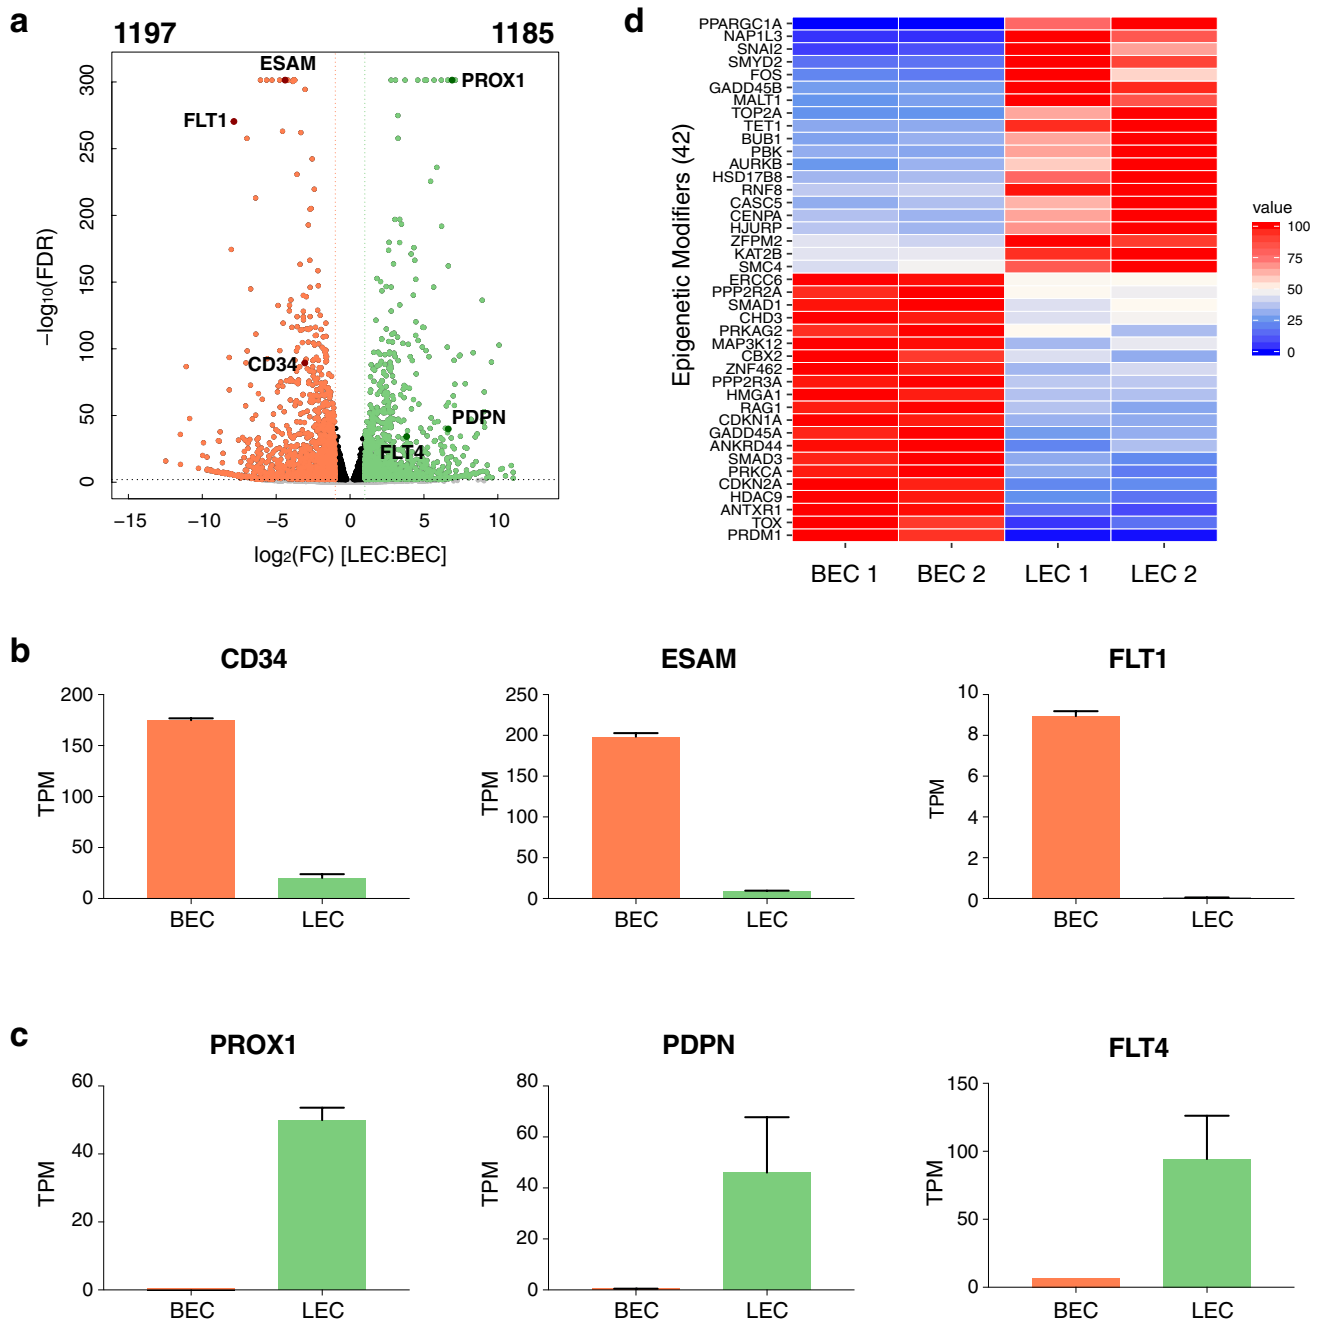 a
1197
1185
ESAM
PROX1
FLT1
CD34
PDPN
FLT4
300
250
200
150
100
50
0
−log10(FDR)
−15
−10
−5
0
5
10
log2(FC) [LEC:BEC]
d
Epigenetic Modifiers (42)
PPARGC1A
NAP1L3
SNAI2
SMYD2
FOS
GADD45B
MALT1
TOP2A
TET1
BUB1
PBK
AURKB
HSD17B8
RNF8
CASC5
CENPA
HJURP
ZFPM2
KAT2B
SMC4
ERCC6
PPP2R2A
SMAD1
CHD3
PRKAG2
MAP3K12
CBX2
ZNF462
PPP2R3A
HMGA1
RAG1
CDKN1A
GADD45A
ANKRD44
SMAD3
PRKCA
CDKN2A
HDAC9
ANTXR1
TOX
PRDM1
BEC 1
BEC 2
LEC 1
LEC 2
value
100
75
50
25
0
b
CD34
TPM
200
150
100
50
0
BEC
LEC
ESAM
TPM
250
200
150
100
50
0
BEC
LEC
FLT1
TPM
10
8
6
4
2
0
BEC
LEC
c
PROX1
TPM
60
40
20
0
BEC
LEC
PDPN
TPM
80
60
40
20
0
BEC
LEC
FLT4
TPM
150
100
50
0
BEC
LEC